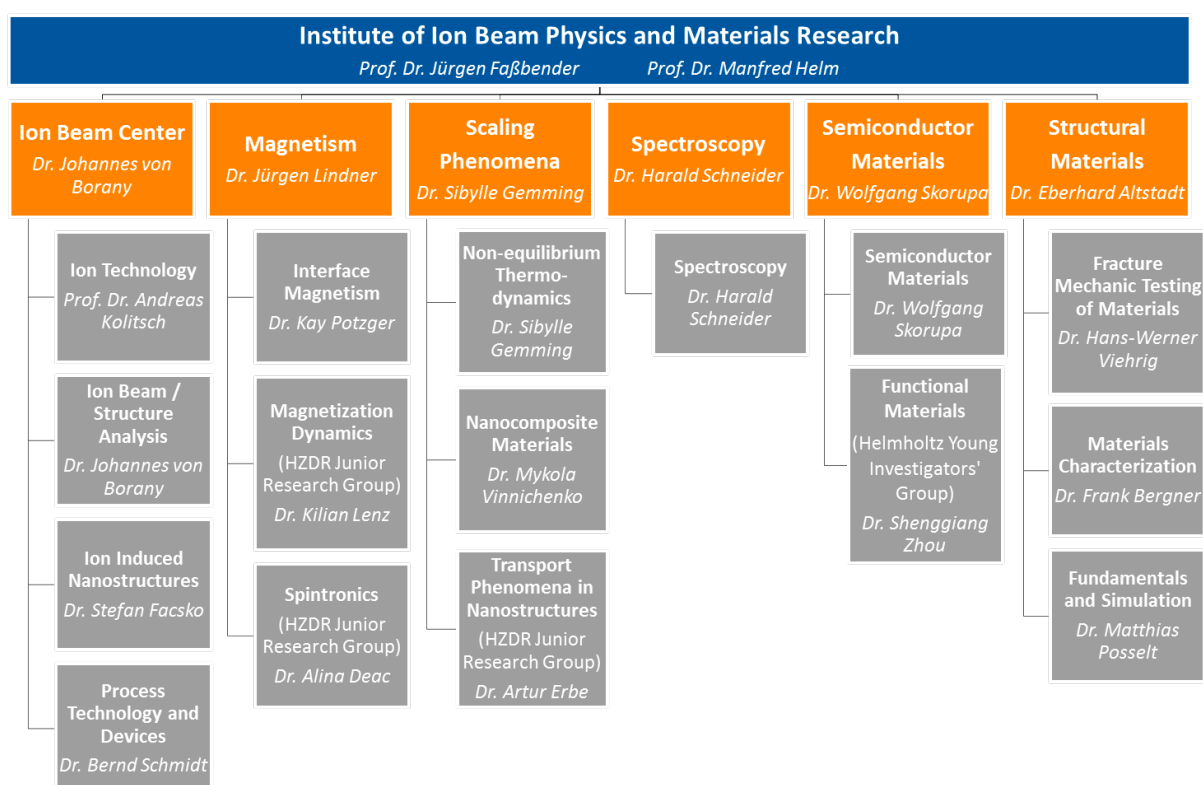 Institute of Ion Beam Physics and Materials Research
Prof. Dr. Jürgen Faßbender Prof. Dr. Manfred Helm
Ion Beam Center
Dr. Johannes von
Borany
Ion Technology
Prof. Dr. Andreas
Kolitsch
Ion Beam /
Structure
Analysis
Dr. Johannes von
Borany
Ion Induced
Nanostructures
Dr. Stefan Facsko
Process
Technology and
Devices
Dr. Bernd Schmidt
Magnetism
Dr. Jürgen Lindner
Interface
Magnetism
Dr. Kay Potzger
Magnetization
Dynamics
(HZDR Junior
Research Group)
Dr. Kilian Lenz
Spintronics
(HZDR Junior
Research Group)
Dr. Alina Deac
Scaling
Phenomena
Dr. Sibylle Gemming
Non-equilibrium
Thermo-
dynamics
Dr. Sibylle
Gemming
Nanocomposite
Materials
Dr. Mykola
Vinnichenko
Transport
Phenomena in
Nanostructures
(HZDR Junior
Research Group)
Dr. Artur Erbe
Spectroscopy
Dr. Harald Schneider
Spectroscopy
Dr. Harald
Schneider
Semiconductor
Materials
Dr. Wolfgang Skorupa
Semiconductor
Materials
Dr. Wolfgang
Skorupa
Functional
Materials
(Helmholtz Young
Investigators'
Group)
Dr. Shenggiang
Zhou
Structural
Materials
Dr. Eberhard Altstadt
Fracture
Mechanic Testing
of Materials
Dr. Hans-Werner
Viehrig
Materials
Characterization
Dr. Frank Bergner
Fundamentals
and Simulation
Dr. Matthias
Posselt